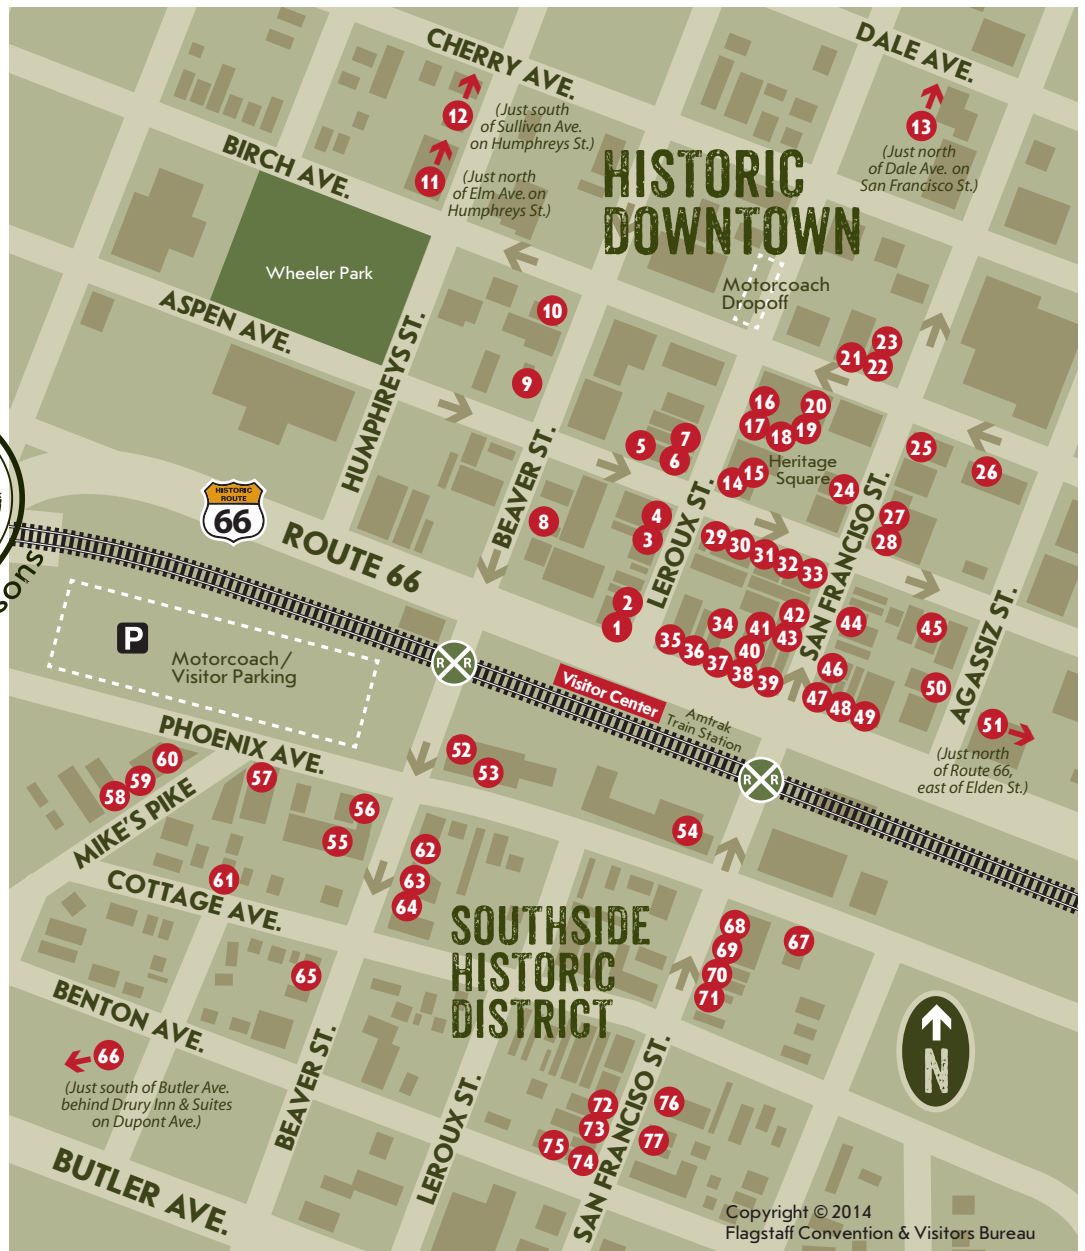 CHERRY AVE.
DALE AVE.
12
(Just south
of Sullivan Ave.
on Humphreys St.)
13
(Just north
of Dale Ave. on
San Francisco St.)
BIRCH AVE.
11
(Just north
of Elm Ave. on
Humphreys St.)
HISTORIC
DOWNTOWN
Wheeler Park
Motorcoach
Dropoff
ASPEN AVE.
HUMPHREYS ST.
10
9
23
21
22
16
20
17
18
19
Heritage
Square
5
7
6
14
15
24
25
26
27
28
BEAVER ST.
8
4
3
LEROUX ST.
SAN FRANCISO ST.
29
30
31
32
33
HISTORIC
ROUTE
66
ROUTE 66
sons
2
1
34
35
36
37
38
39
40
41
42
43
44
45
46
47
48
49
50
AGASSIZ ST.
51
(Just north
of Route 66,
east of Elden St.)
P
Motorcoach/
Visitor Parking
R R
Visitor Center
Amtrak
Train Station
R R
PHOENIX AVE.
52
53
54
60
59
58
57
MIKE'S PIKE
56
55
62
63
64
61
COTTAGE AVE.
SOUTHSIDE
HISTORIC
DISTRICT
68
69
70
71
67
65
BENTON AVE.
66
(Just south of Butler Ave.
behind Drury Inn & Suites
on Dupont Ave.)
BEAVER ST.
LEROUX ST.
SAN FRANCISO ST.
N
72
73
74
75
76
77
BUTLER AVE.
Copyright © 2014
Flagstaff Convention & Visitors Bureau